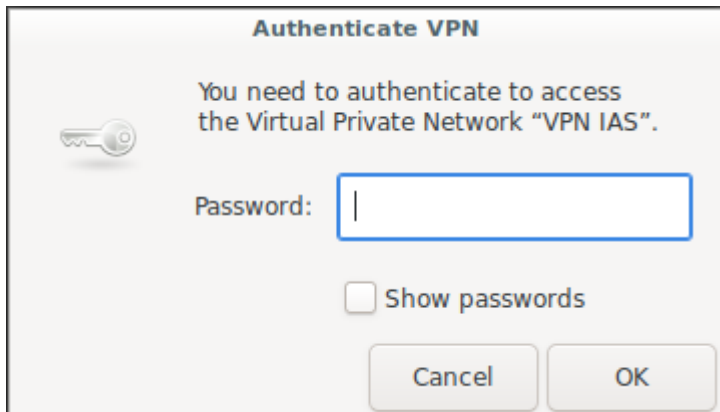 Authenticate VPN
You need to authenticate to access
the Virtual Private Network “VPN IAS”.
Password:
Show passwords
Cancel OK